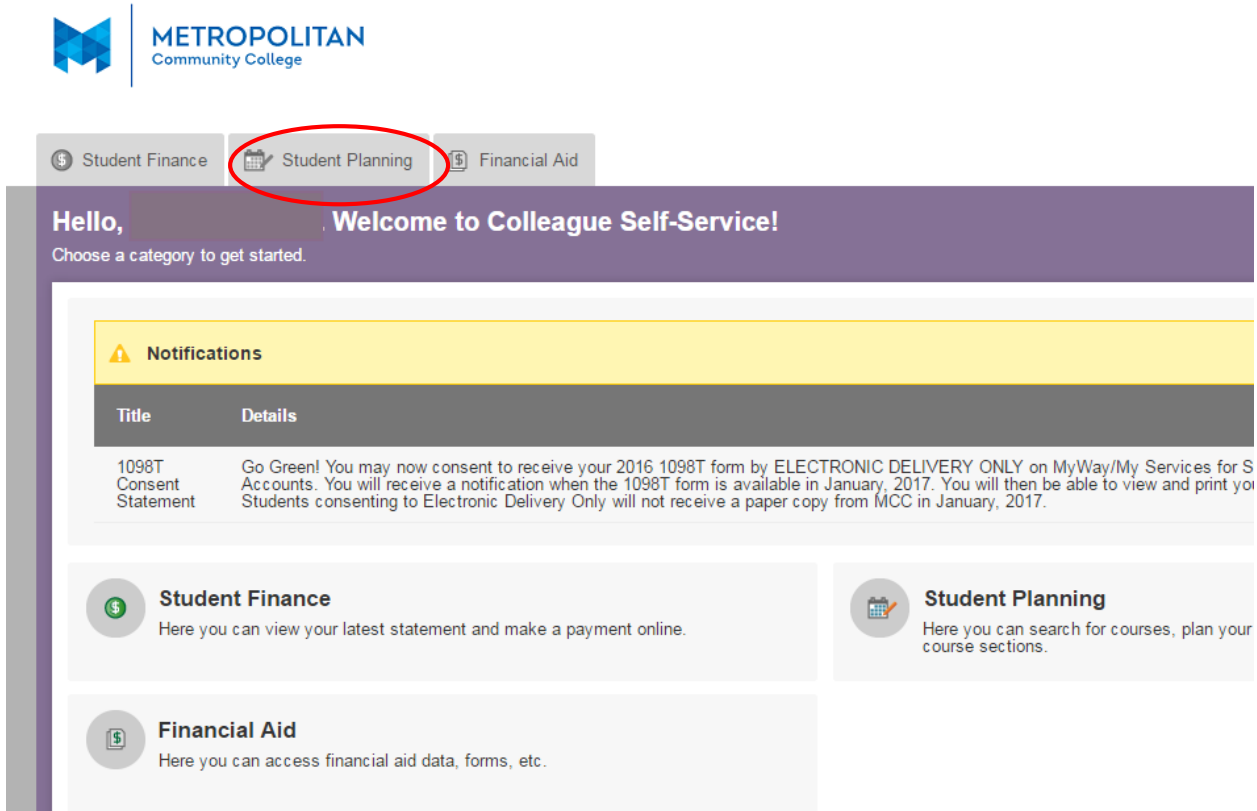 METROPOLITAN
Community College
Student Finance
Student Planning
Financial Aid
Hello, . Welcome to Colleague Self-Service!
Choose a category to get started.
Notifications
Title Details
1098T Go Green! You may now consent to receive your 2016 1098T form by ELECTRONIC DELIVERY ONLY on MyWay/My Services for S
Consent Accounts. You will receive a notification when the 1098T form is available in January, 2017. You will then be able to view and print you
Statement Students consenting to Electronic Delivery Only will not receive a paper copy from MCC in January, 2017.
Student Finance
Here you can view your latest statement and make a payment online.
Student Planning
Here you can search for courses, plan your
course sections.
Financial Aid
Here you can access financial aid data, forms, etc.